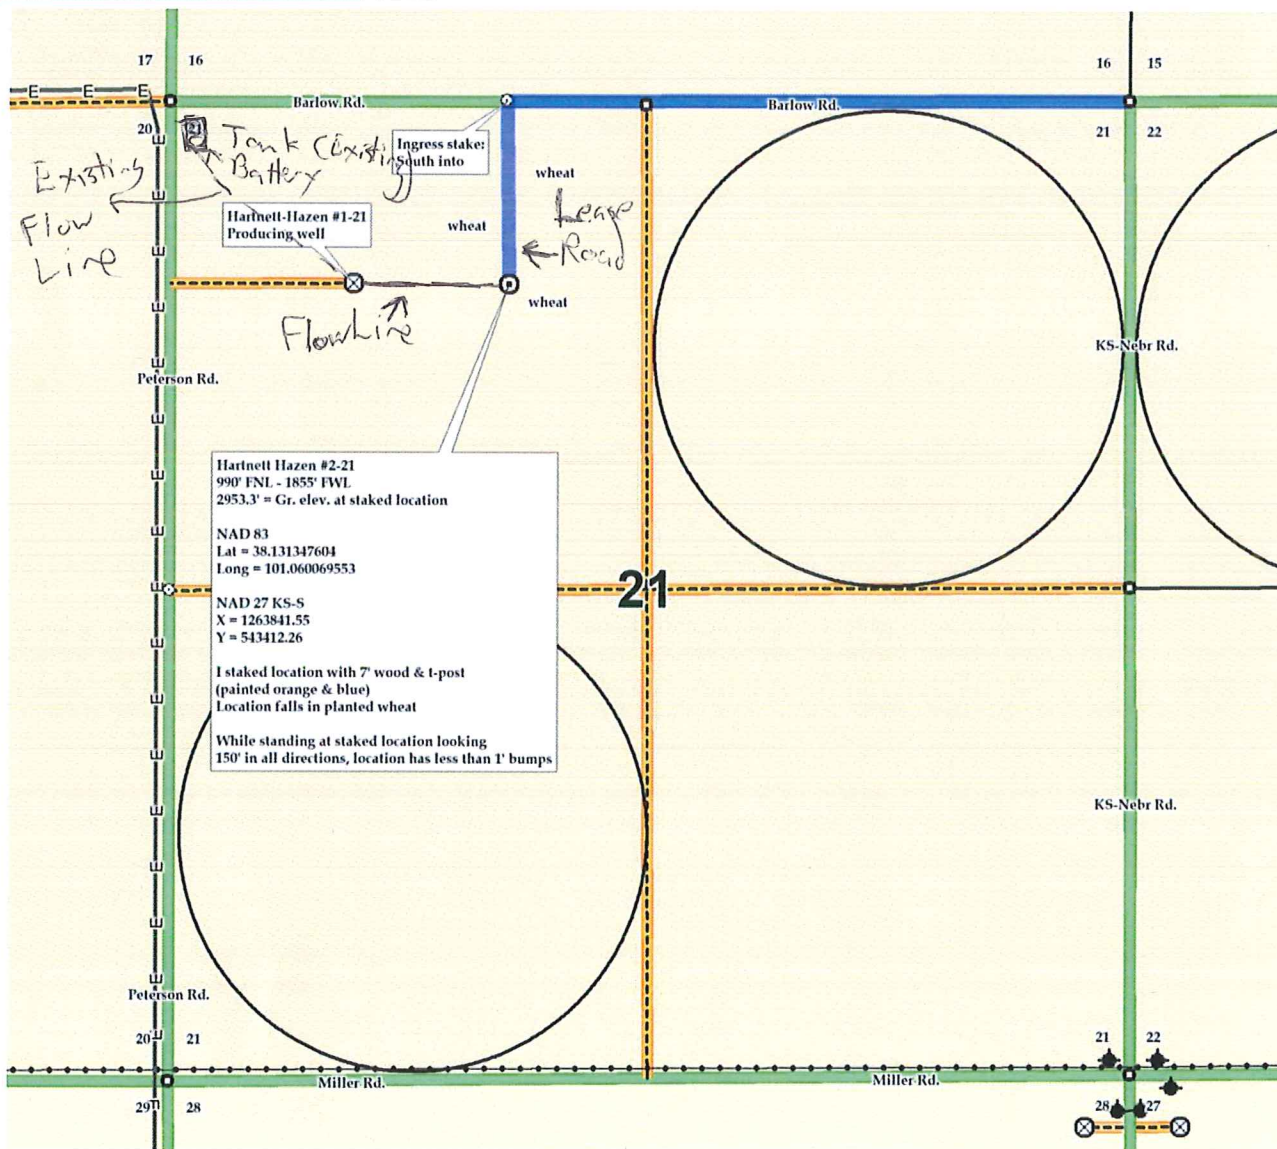 17 16
16 15
E E E
Barlow Rd.
Barlow Rd.
20 21
21 22
Tank (Existing)
Battery
Ingress stake:
South into
Existing
Flow
Line
wheat
wheat
Lease
Road
Hartnett-Hazen #1-21
Producing well
wheat
FlowLine
KS-Nebr Rd.
Peterson Rd.
Hartnett Hazen #2-21
990' FNL - 1855' FWL
2953.3' = Gr. elev. at staked location
NAD 83
Lat = 38.131347604
Long = 101.060069553
NAD 27 KS-S
X = 1263841.55
Y = 543412.26
I staked location with 7' wood & t-post
(painted orange & blue)
Location falls in planted wheat
While standing at staked location looking
150' in all directions, location has less than 1' bumps
21
KS-Nebr Rd.
Peterson Rd.
20 21
21 22
Miller Rd.
Miller Rd.
29 28
28 27